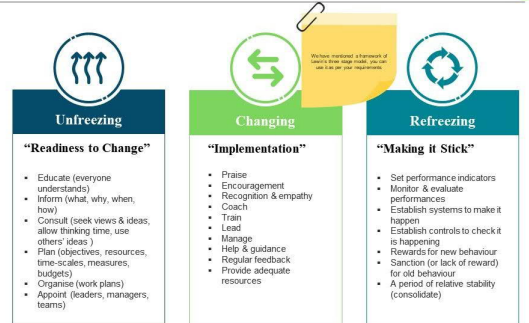 We have mentioned a framework of
Lewin's three stage model, you can
use it as per your requirements
Unfreezing
"Readiness to Change"
▪ Educate (everyone
understands)
▪ Inform (what, why, when,
how)
▪ Consult (seek views & ideas,
allow thinking time, use
others' ideas )
▪ Plan (objectives, resources,
time-scales, measures,
budgets)
▪ Organise (work plans)
▪ Appoint (leaders, managers,
teams)
Changing
"Implementation"
▪ Praise
▪ Encouragement
▪ Recognition & empathy
▪ Coach
▪ Train
▪ Lead
▪ Manage
▪ Help & guidance
▪ Regular feedback
▪ Provide adequate
resources
Refreezing
"Making it Stick"
▪ Set performance indicators
▪ Monitor & evaluate
performances
▪ Establish systems to make it
happen
▪ Establish controls to check it
is happening
▪ Rewards for new behaviour
▪ Sanction (or lack of reward)
for old behaviour
▪ A period of relative stability
(consolidate)